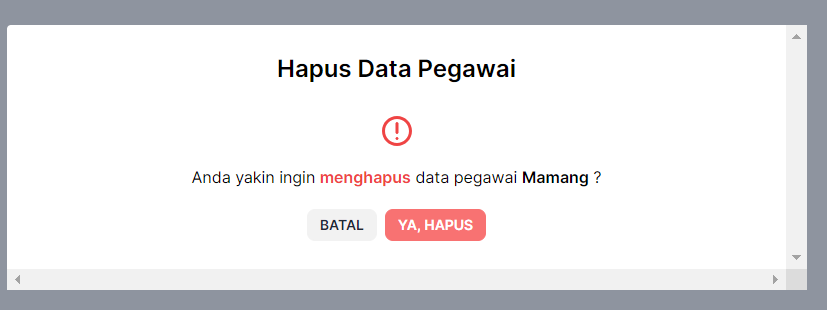 Hapus Data Pegawai
Anda yakin ingin menghapus data pegawai Mamang ?
BATAL
YA, HAPUS